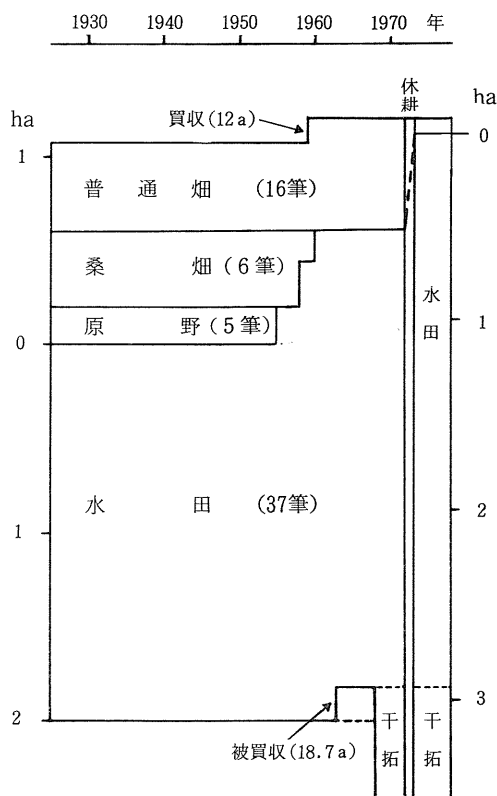 1930 1940 1950 1960 1970 年
休耕
ha
ha
買収(12a)
0
1
普通畑 (16筆)
桑畑(6筆)
水田
原野(5筆)
1
0
水田 (37筆)
1
2
3
2
干拓
干拓
被買収(18.7a)